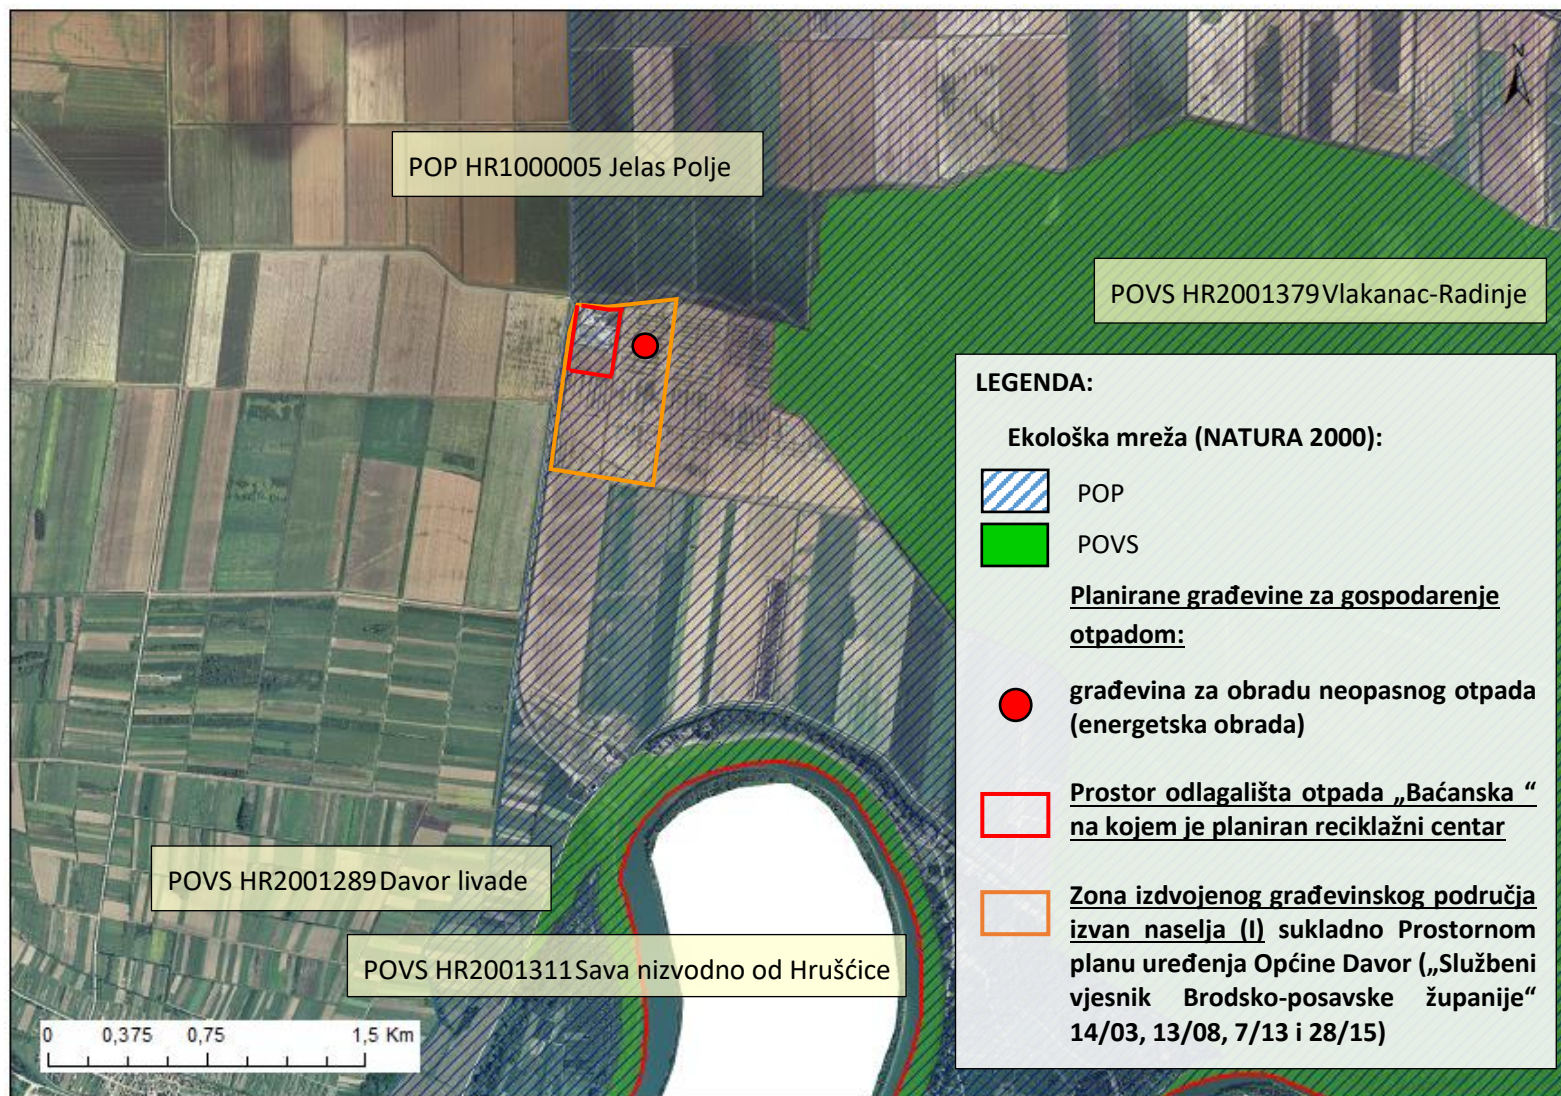 N
POP HR1000005 Jelas Polje
POVS HR2001379 Vlakanac-Radinje
LEGENDA:
Ekološka mreža (NATURA 2000):
POP
POVS
Planirane građevine za gospodarenje
otpadom:
građevina za obradu neopasnog otpada
(energetska obrada)
Prostor odlagališta otpada „Baćanska “
na kojem je planiran reciklažni centar
Zona izdvojenog građevinskog područja
izvan naselja (I) sukladno Prostornom
planu uređenja Općine Davor („Službeni
vjesnik Brodsko-posavske županije“
14/03, 13/08, 7/13 i 28/15)
POVS HR2001289 Davor livade
POVS HR2001311 Sava nizvodno od Hrušćice
0 0,375 0,75 1,5 Km